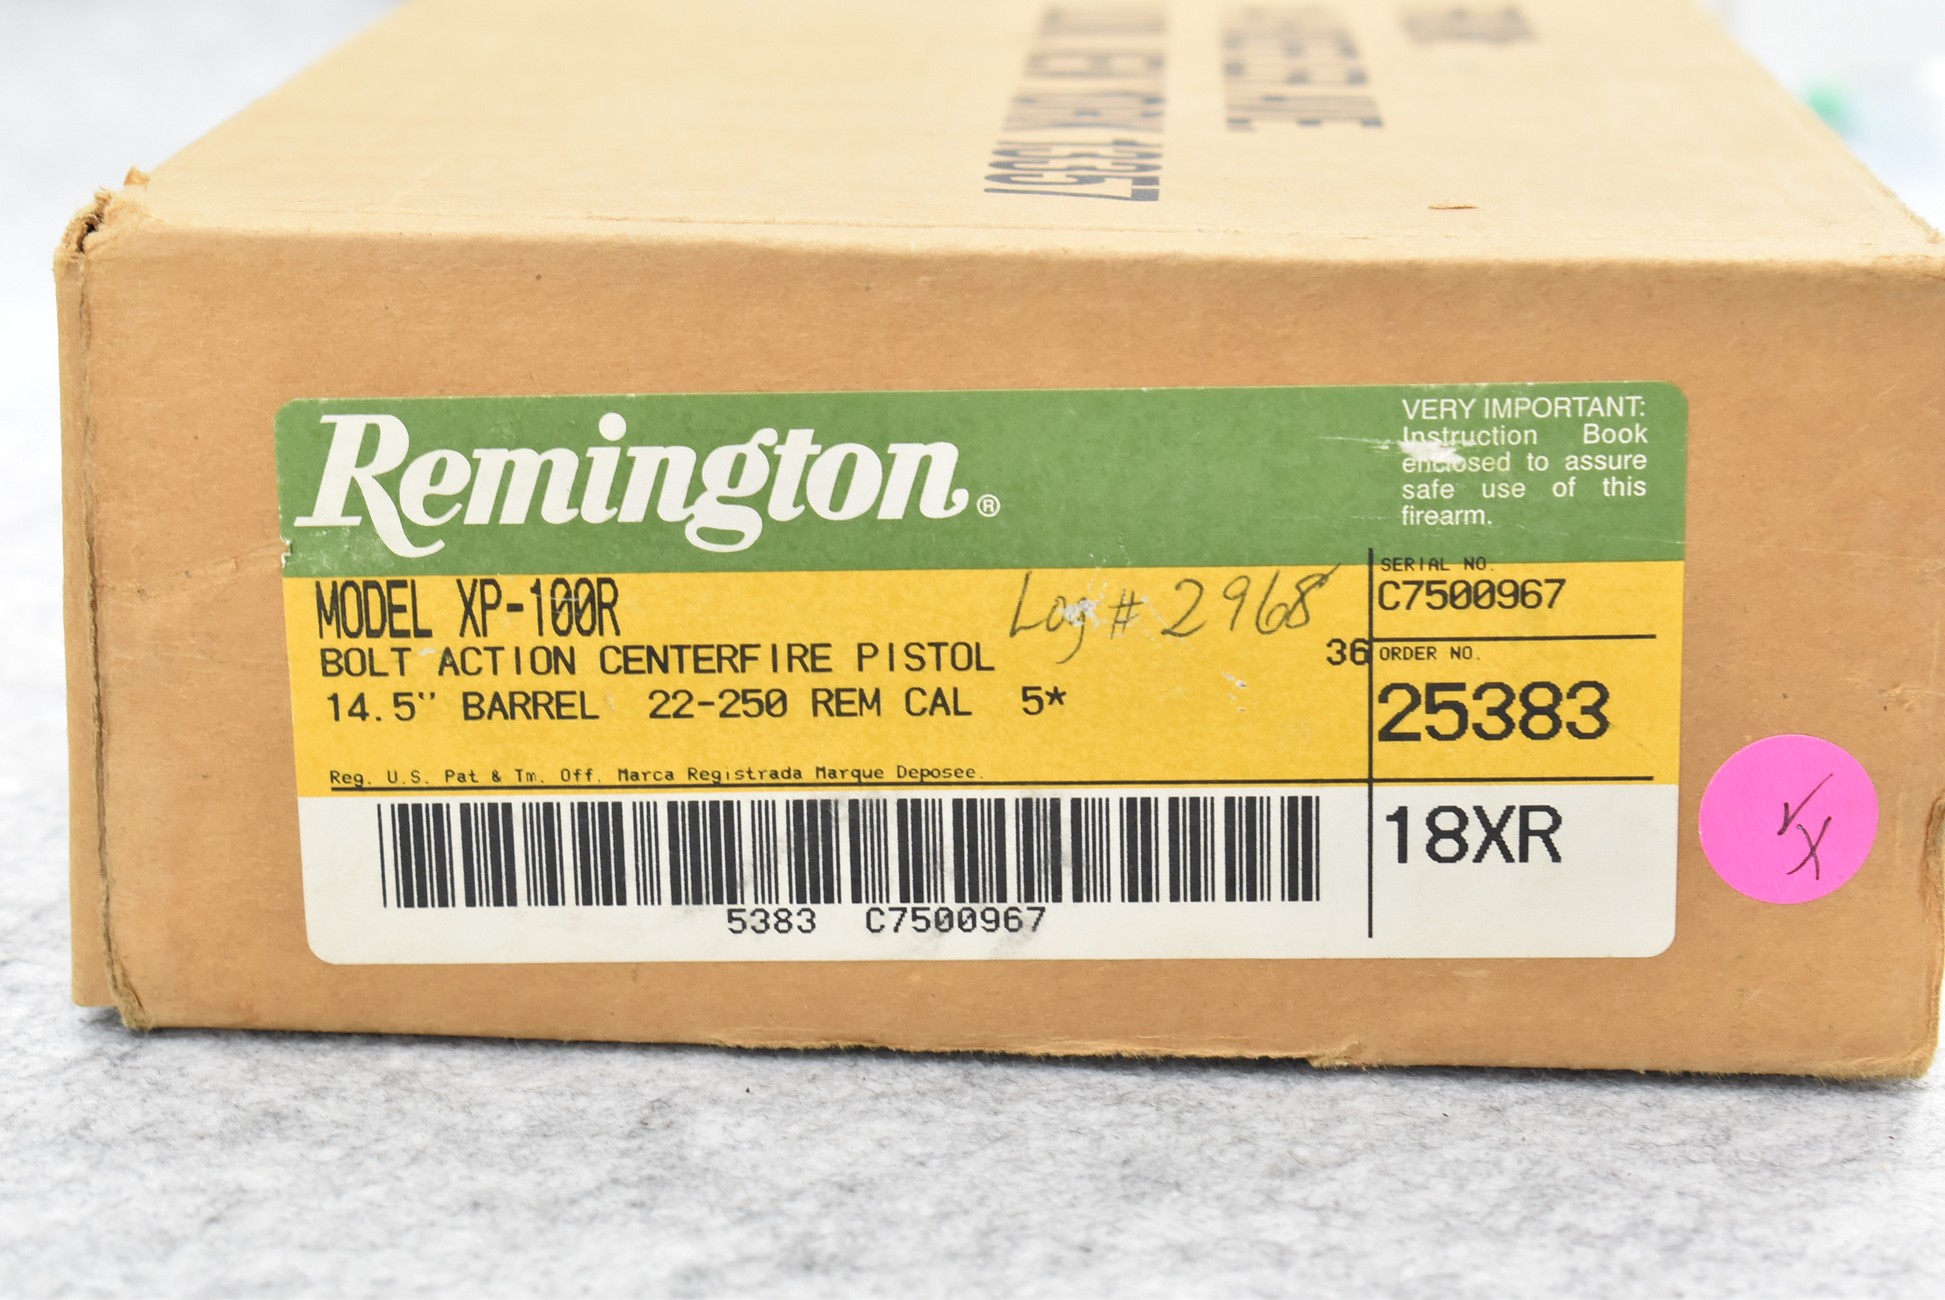 Remington®
VERY IMPORTANT:
Instruction Book
enclosed to assure
safe use of this
firearm.
MODEL XP-100R
Log # 2968
BOLT ACTION CENTERFIRE PISTOL
36
14.5" BARREL 22-250 REM CAL 5*
Reg. U.S. Pat & Tm. Off. Marca Registrada Marque Deposee.
SERIAL NO.
C7500967
ORDER NO.
25383
18XR
5383 C7500967
X